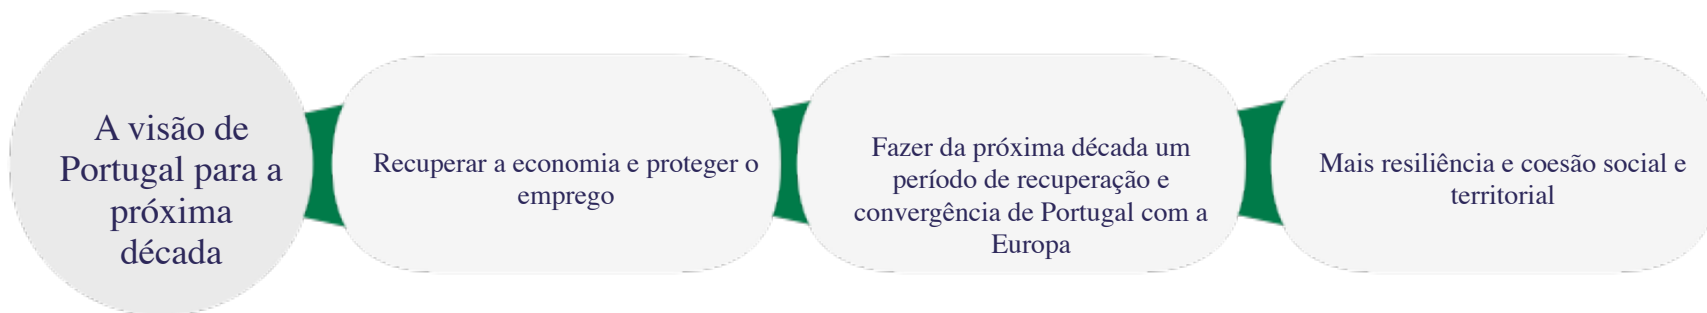 A visão de
Portugal para a
próxima
década
Recuperar a economia e proteger o
emprego
Fazer da próxima década um
período de recuperação e
convergência de Portugal com a
Europa
Mais resiliência e coesão social e
territorial